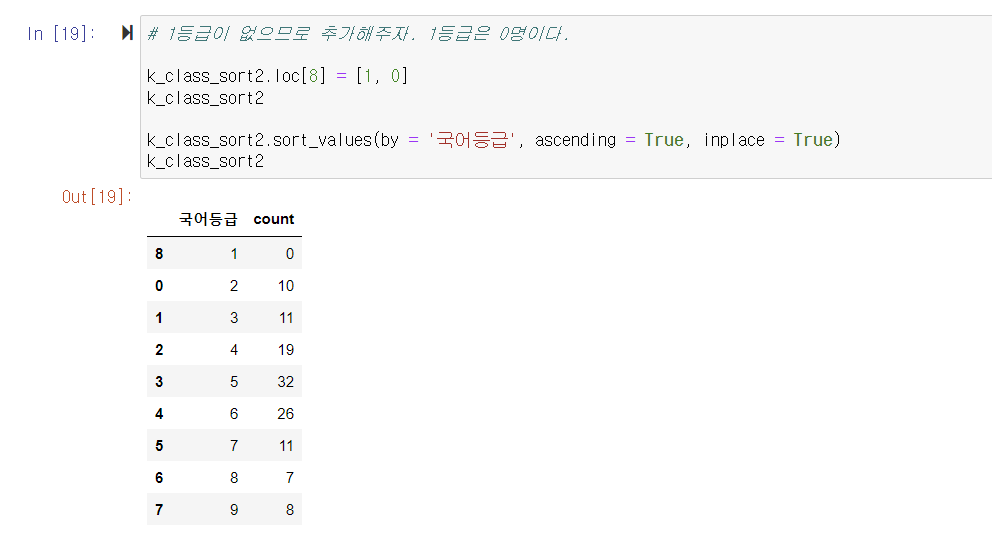 In [19]:
# 1등급이 없으므로 추가해주자. 1등급은 0명이다.
k_class_sort2.loc[8] = [1, 0]
k_class_sort2
k_class_sort2.sort_values(by = '국어등급', ascending = True, inplace = True)
k_class_sort2
Out[19]:
국어등급 count
8 1 0
0 2 10
1 3 11
2 4 19
3 5 32
4 6 26
5 7 11
6 8 7
7 9 8